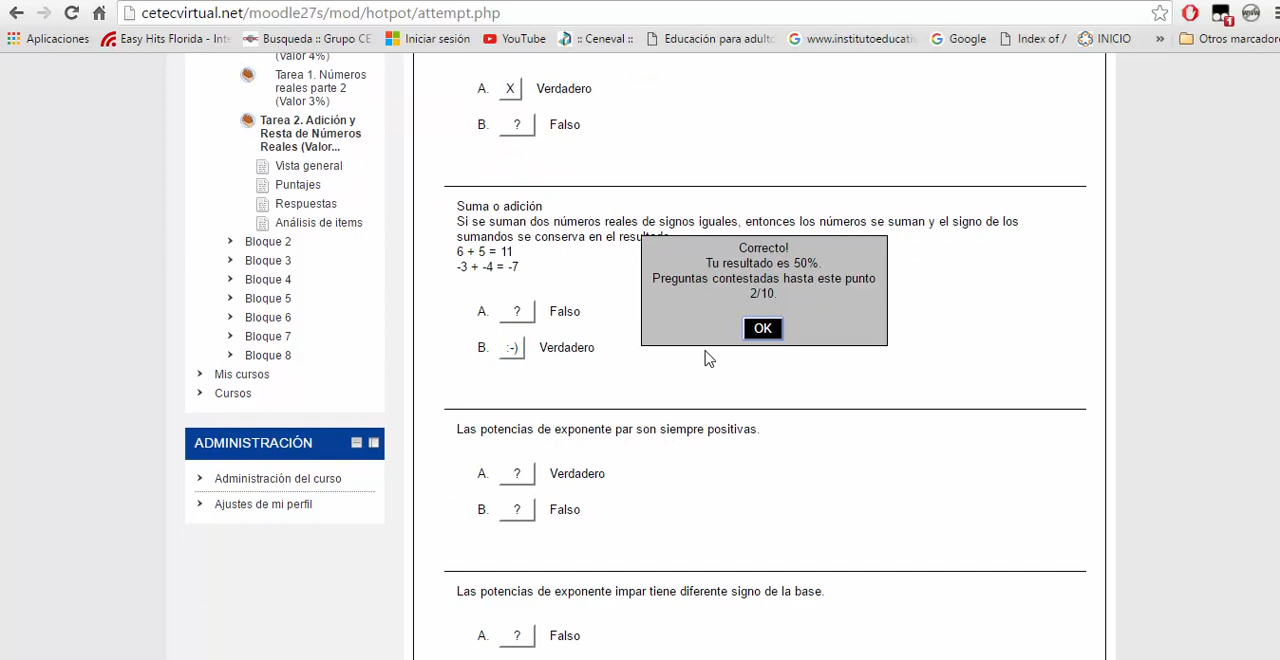 cetecvirtual.net/moodle27s/mod/hotpot/attempt.php
Aplicaciones
Easy Hits Florida - Inte
Busqueda :: Grupo CE
Iniciar sesión
YouTube
:: Ceneval ::
Educación para adulto
www.institutoeducati
Google
Index of /
INICIO
»
Otros marcadore
(Valor 4%)
Tarea 1. Números
reales parte 2
(Valor 3%)
Tarea 2. Adición y
Resta de Números
Reales (Valor...
Vista general
Puntajes
Respuestas
Análisis de items
Bloque 2
Bloque 3
Bloque 4
Bloque 5
Bloque 6
Bloque 7
Bloque 8
Mis cursos
Cursos
ADMINISTRACIÓN
Administración del curso
Ajustes de mi perfil
A. X Verdadero
B. ? Falso
Suma o adición
Si se suman dos números reales de signos iguales, entonces los números se suman y el signo de los
sumandos se conserva en el
6 + 5 = 11
-3 + -4 = -7
A. ? Falso
B. :-) Verdadero
Correcto!
Tu resultado es 50%.
Preguntas contestadas hasta este punto
2/10.
OK
Las potencias de exponente par son siempre positivas.
A. ? Verdadero
B. ? Falso
Las potencias de exponente impar tiene diferente signo de la base.
A. ? Falso